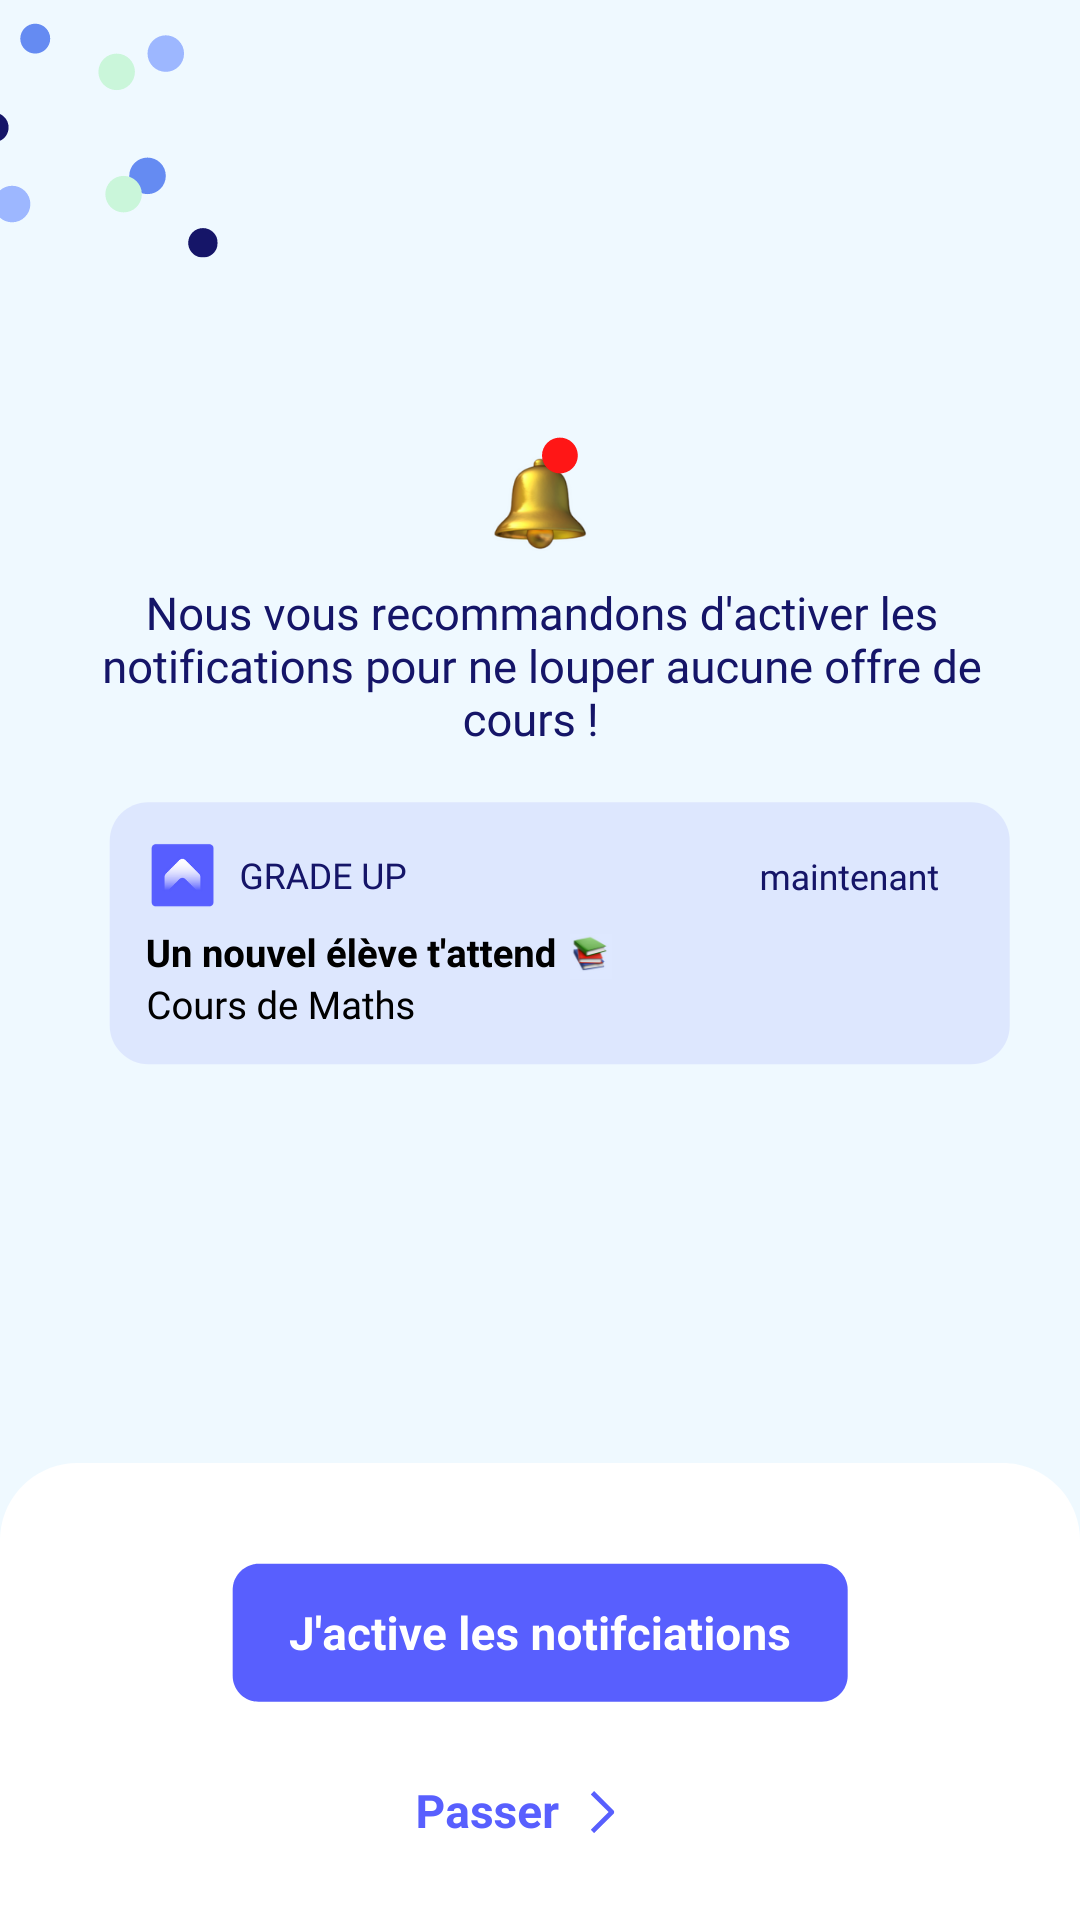 Nous vous recommandons d'activer les
notifications pour ne louper aucune offre de
cours !
GRADE UP
maintenant
Un nouvel élève t'attend 📚
Cours de Maths
J'active les notifciations
Passer